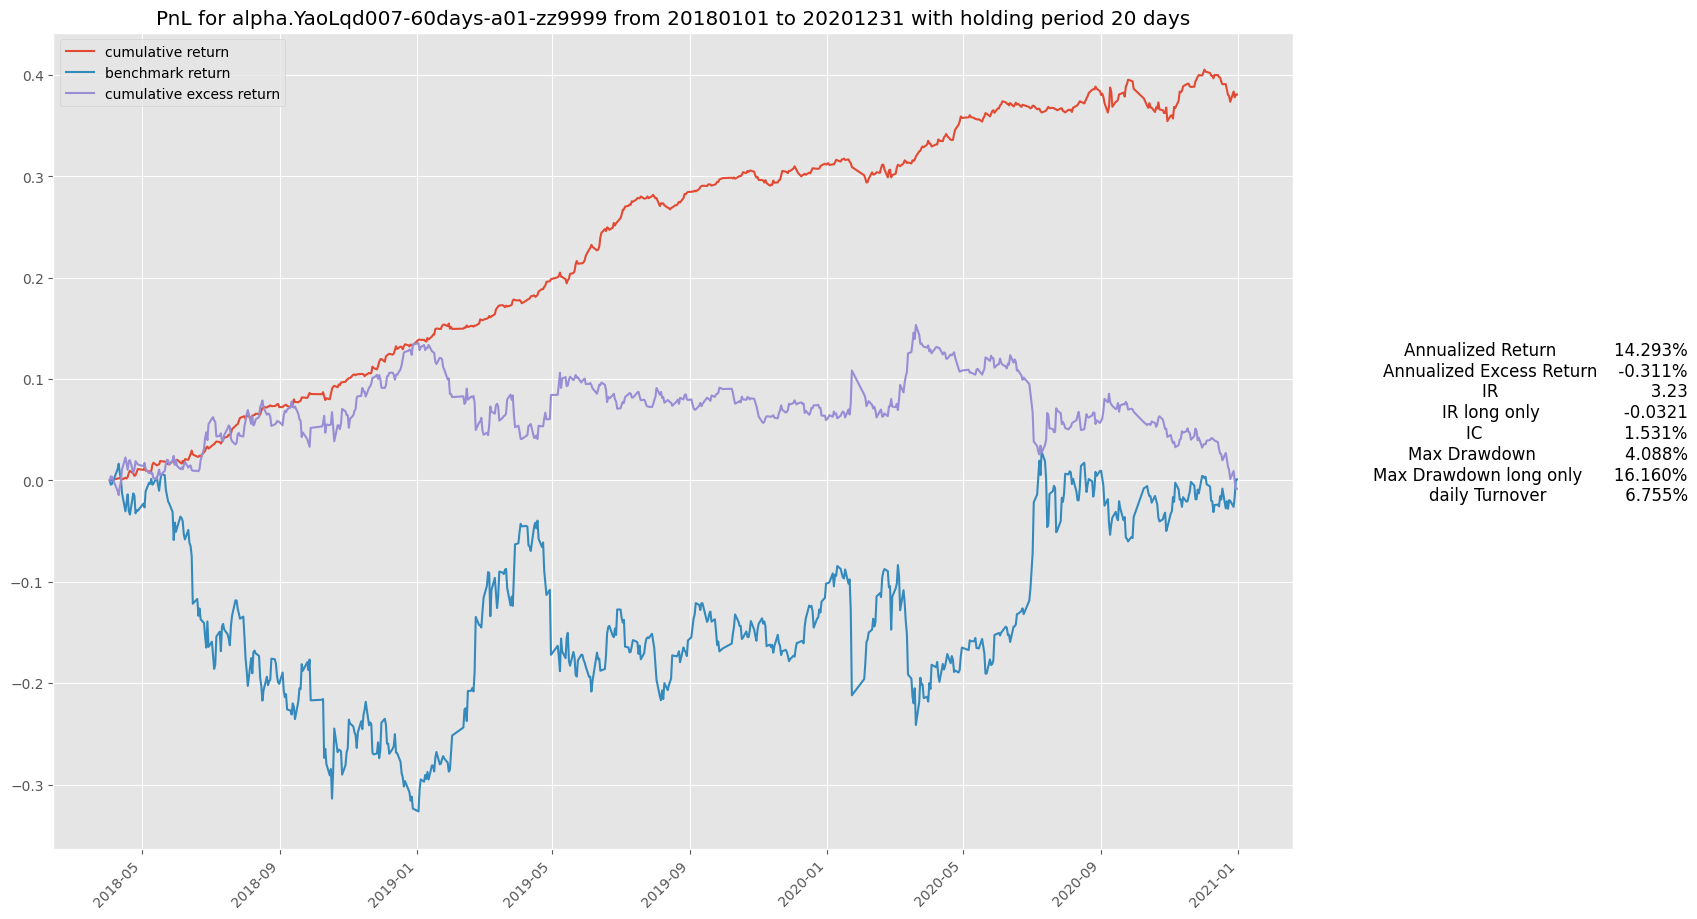 PnL for alpha.YaoLqd007-60days-a01-zz9999 from 20180101 to 20201231 with holding period 20 days
cumulative return
benchmark return
cumulative excess return
0.4
0.3
0.2
0.1
0.0
−0.1
−0.2
−0.3
2018-05
2018-09
2019-01
2019-05
2019-09
2020-01
2020-05
2020-09
2021-01
Annualized Return 14.293%
Annualized Excess Return -0.311%
IR 3.23
IR long only -0.0321
IC 1.531%
Max Drawdown 4.088%
Max Drawdown long only 16.160%
daily Turnover 6.755%